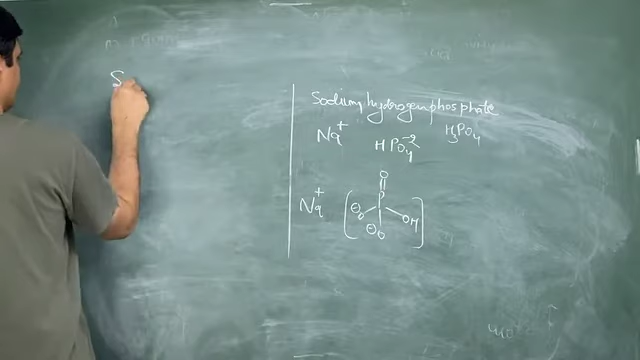 S
Sodium hydrogen phosphate
Na⁺ HPO₄⁻² H₃PO₄
O
P
Na⁺ [⊖O OH]
⊖O